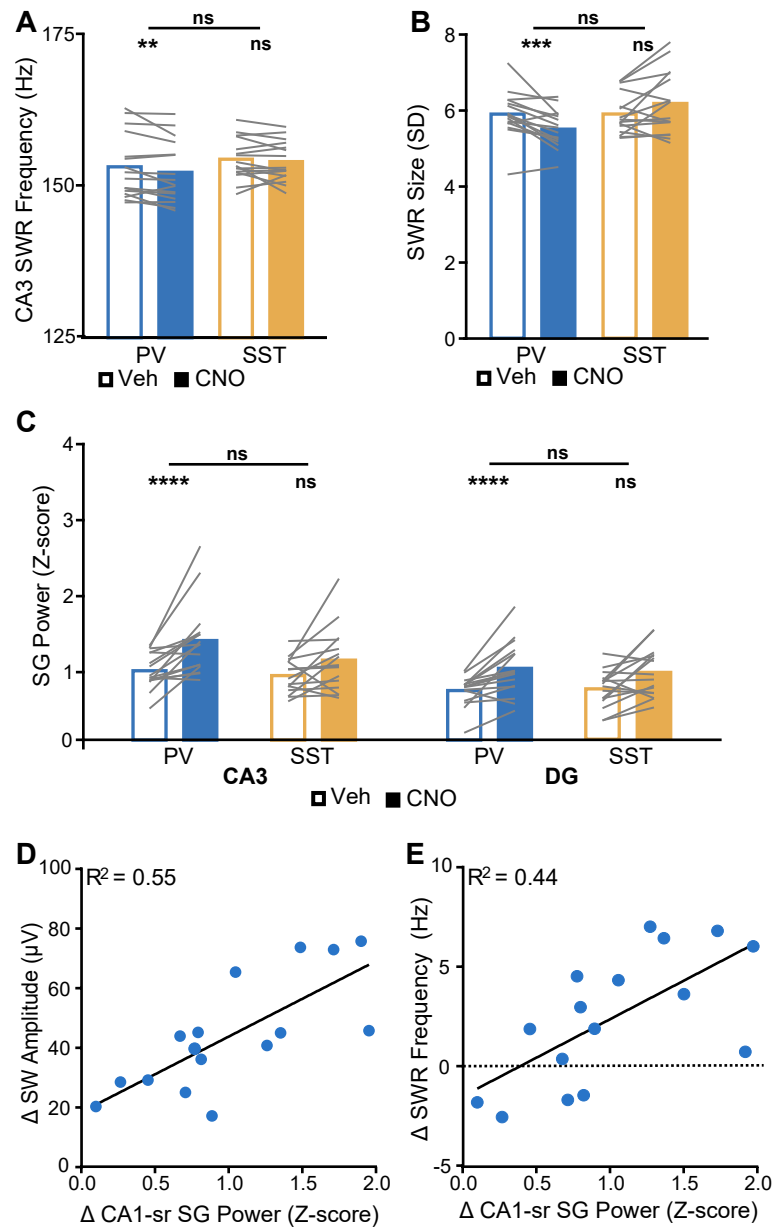 A
ns
**
ns
CA3 SWR Frequency (Hz)
175
150
125
PV
SST
Veh
CNO
B
ns
***
ns
SWR Size (SD)
8
6
4
2
0
PV
SST
Veh
CNO
C
ns
ns
****
ns
****
ns
SG Power (Z-score)
4
3
2
1
0
PV
SST
PV
SST
CA3
DG
Veh
CNO
D
R² = 0.55
Δ SW Amplitude (μV)
100
80
60
40
20
0
0.0
0.5
1.0
1.5
2.0
Δ CA1-sr SG Power (Z-score)
E
R² = 0.44
Δ SWR Frequency (Hz)
10
5
0
-5
0.0
0.5
1.0
1.5
2.0
Δ CA1-sr SG Power (Z-score)